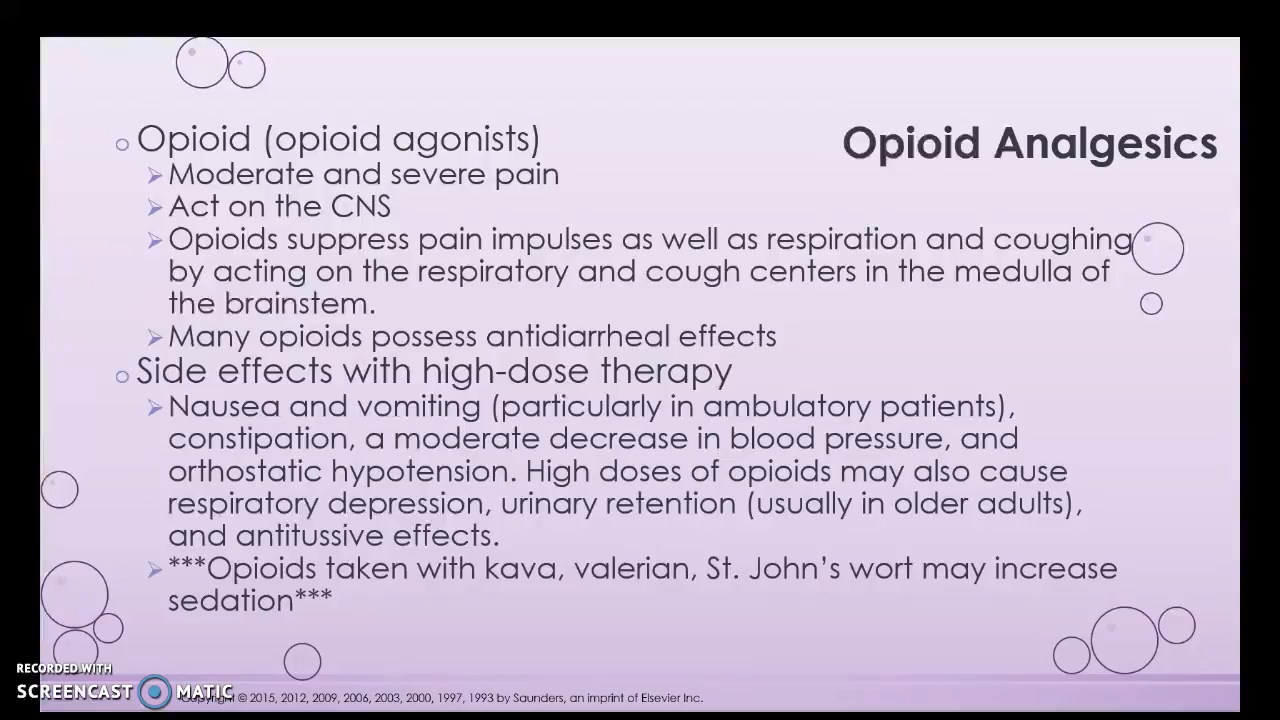 Opioid Analgesics
Opioid (opioid agonists)
Moderate and severe pain
Act on the CNS
Opioids suppress pain impulses as well as respiration and coughing
by acting on the respiratory and cough centers in the medulla of
the brainstem.
Many opioids possess antidiarrheal effects
Side effects with high-dose therapy
Nausea and vomiting (particularly in ambulatory patients),
constipation, a moderate decrease in blood pressure, and
orthostatic hypotension. High doses of opioids may also cause
respiratory depression, urinary retention (usually in older adults),
and antitussive effects.
***Opioids taken with kava, valerian, St. John’s wort may increase
sedation***
RECORDED WITH
SCREENCAST MATIC
Copyright © 2015, 2012, 2009, 2006, 2003, 2000, 1997, 1993 by Saunders, an imprint of Elsevier Inc.